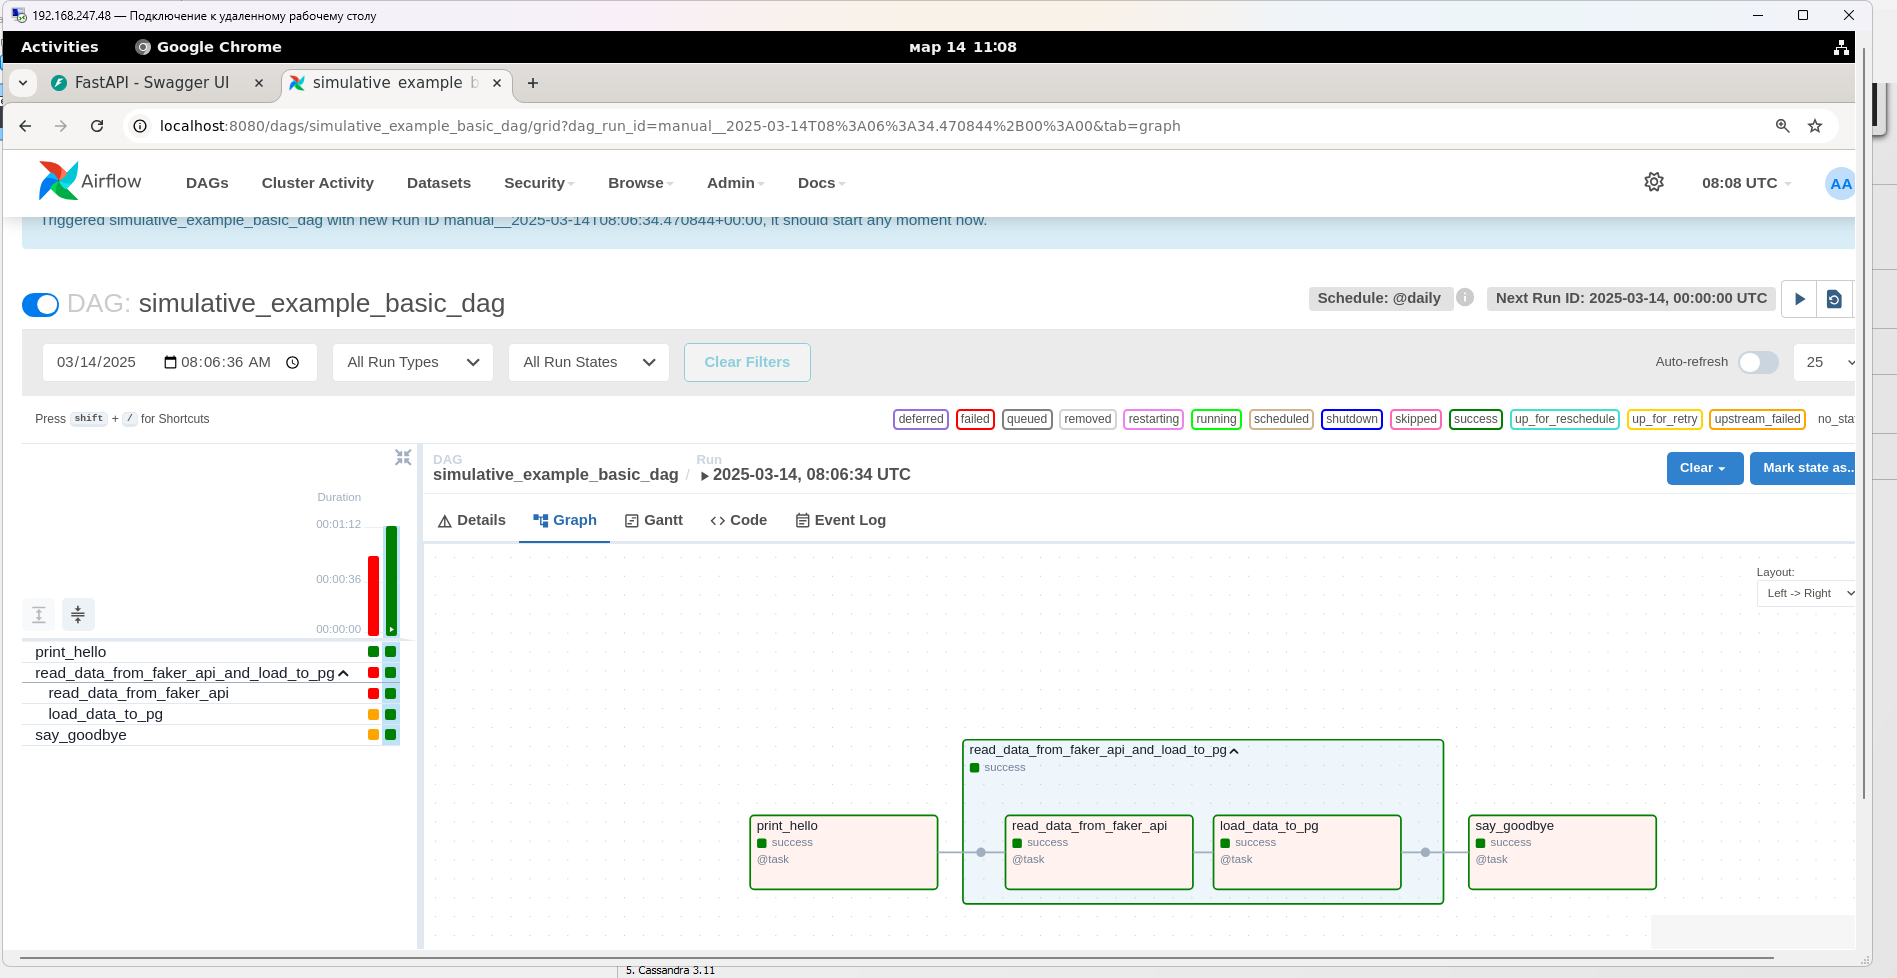 192.168.247.48 — Подключение к удаленному рабочему столу
Activities Google Chrome мар 14 11:08
FastAPI - Swagger UI simulative_example_b
localhost:8080/dags/simulative_example_basic_dag/grid?dag_run_id=manual__2025-03-14T08%3A06%3A34.470844%2B00%3A00&tab=graph
Airflow DAGs Cluster Activity Datasets Security Browse Admin Docs 08:08 UTC AA
Triggered simulative_example_basic_dag with new Run ID manual__2025-03-14T08:06:34.470844+00:00, it should start any moment now.
DAG: simulative_example_basic_dag Schedule: @daily i Next Run ID: 2025-03-14, 00:00:00 UTC
03/14/2025 08:06:36 AM All Run Types All Run States Clear Filters Auto-refresh 25
Press shift + / for Shortcuts deferred failed queued removed restarting running scheduled shutdown skipped success up_for_reschedule up_for_retry upstream_failed no_sta
DAG Run
simulative_example_basic_dag / 2025-03-14, 08:06:34 UTC Clear Mark state as..
Duration
00:01:12
00:00:36
00:00:00
Details Graph Gantt Code Event Log
Layout:
Left -> Right
print_hello
read_data_from_faker_api_and_load_to_pg
read_data_from_faker_api
load_data_to_pg
say_goodbye
read_data_from_faker_api_and_load_to_pg
success
print_hello
success
@task
read_data_from_faker_api
success
@task
load_data_to_pg
success
@task
say_goodbye
success
@task
5. Cassandra 3.11